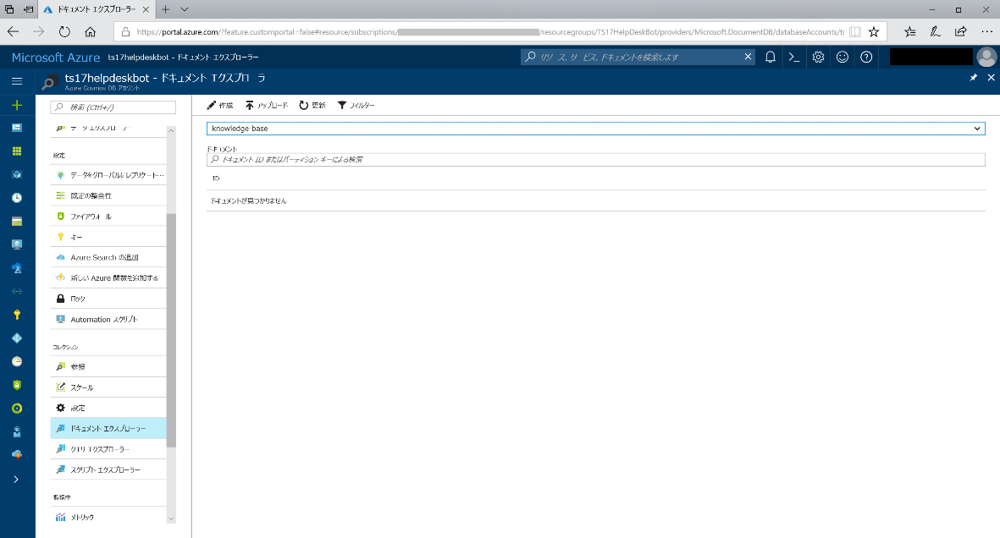 ドキュメント エクスプローラー
https://portal.azure.com/?feature.customportal=false#resource/subscriptions/
/resourcegroups/TS17HelpDeskBot/providers/Microsoft.DocumentDB/databaseAccounts/ts
Microsoft Azure ts17helpdeskbot - ドキュメント エクスプローラー
リソース、サービス、ドキュメントを検索します
ts17helpdeskbot - ドキュメント エクスプローラ
Azure Cosmos DB アカウント
検索 (Ctrl+/)
作成 アップロード 更新 フィルター
データ エクスプローラー
knowledge-base
設定
ドキュメント
ドキュメント ID またはパーティション キーによる検索
データをグローバルにレプリケート…
ID
既定の整合性
ドキュメントが見つかりません
ファイアウォール
キー
Azure Search の追加
新しい Azure 関数を追加する
ロック
Automation スクリプト
コレクション
参照
スケール
設定
ドキュメント エクスプローラー
クエリ エクスプローラー
スクリプト エクスプローラー
監視中
メトリック